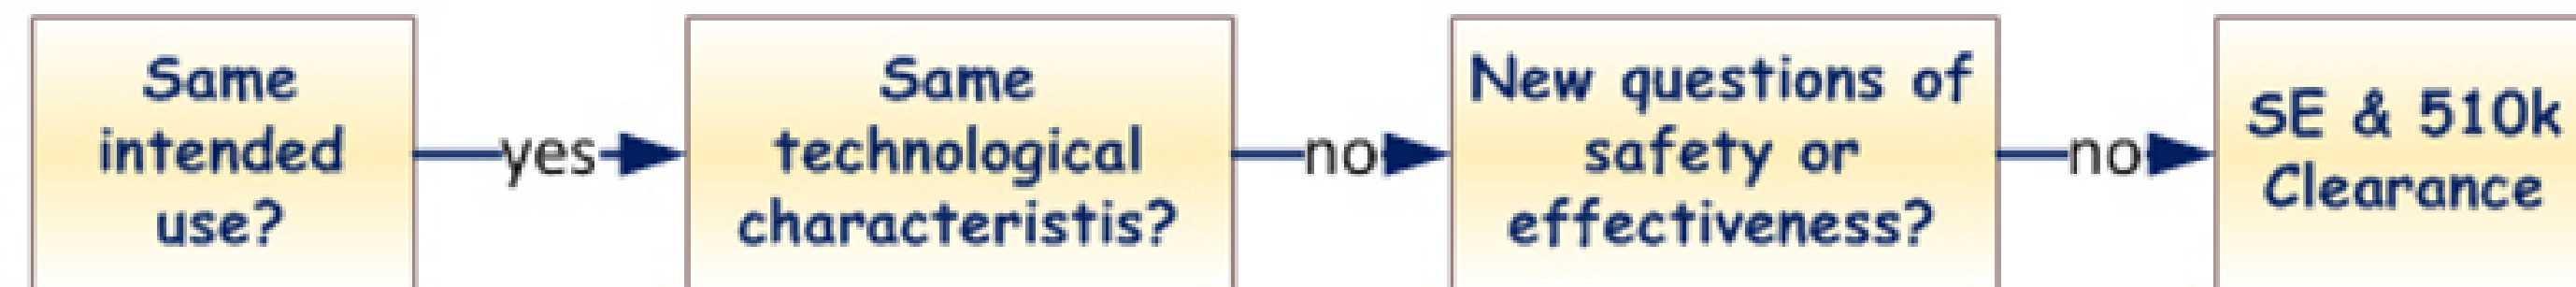 Same
intended
use?
yes
Same
technological
characteristis?
no
New questions of
safety or
effectiveness?
no
SE & 510k
Clearance